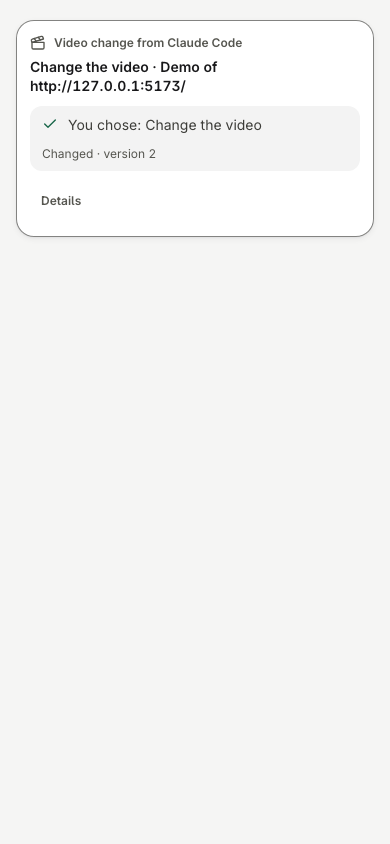 Video change from Claude Code
Change the video · Demo of
http://127.0.0.1:5173/
You chose: Change the video
Changed · version 2
Details